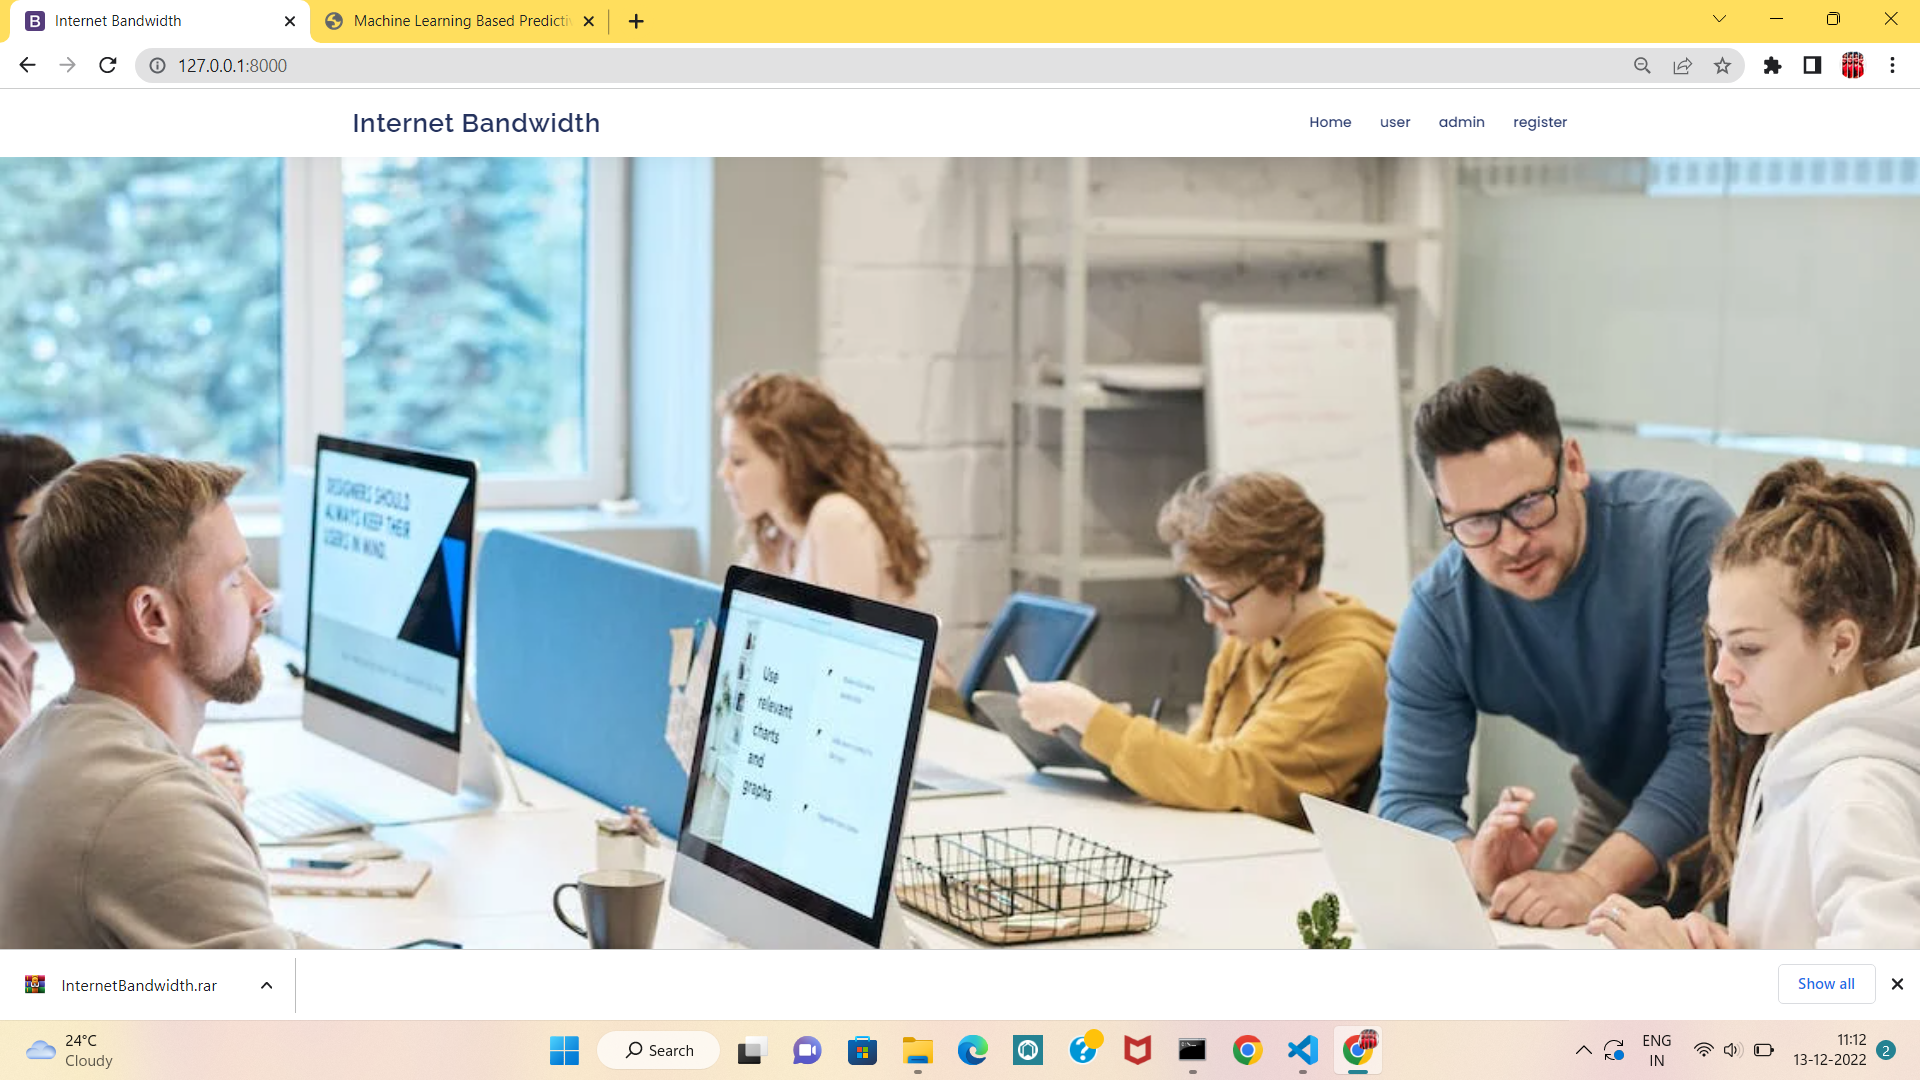 Internet Bandwidth
Machine Learning Based Predicti
127.0.0.1:8000
Internet Bandwidth
Home user admin register
DESIGNERS SHOULD
ALWAYS KEEP THEIR
USERS IN MIND.
Use
relevant
charts
and
graphs
InternetBandwidth.rar
Show all
24°C
Cloudy
Search
ENG
IN
11:12
13-12-2022
2